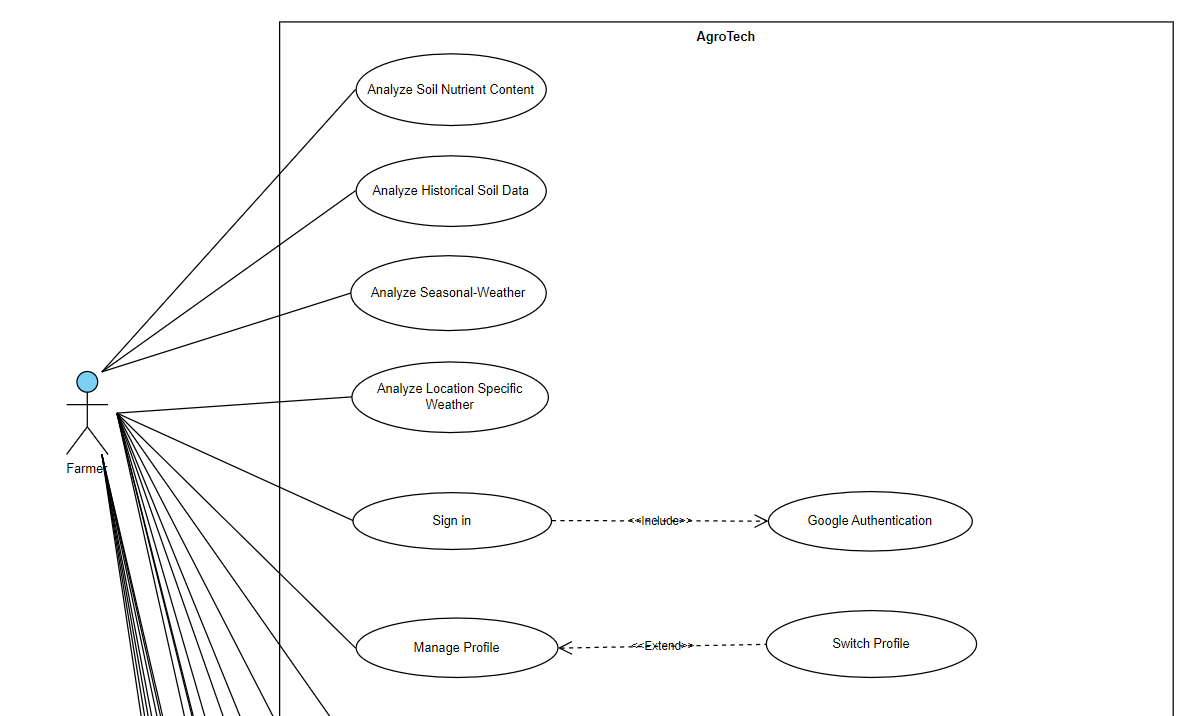 AgroTech
Analyze Soil Nutrient Content
Analyze Historical Soil Data
Analyze Seasonal-Weather
Analyze Location Specific
Weather
Farmer
Sign in
<<Include>>
Google Authentication
Manage Profile
<<Extend>>
Switch Profile